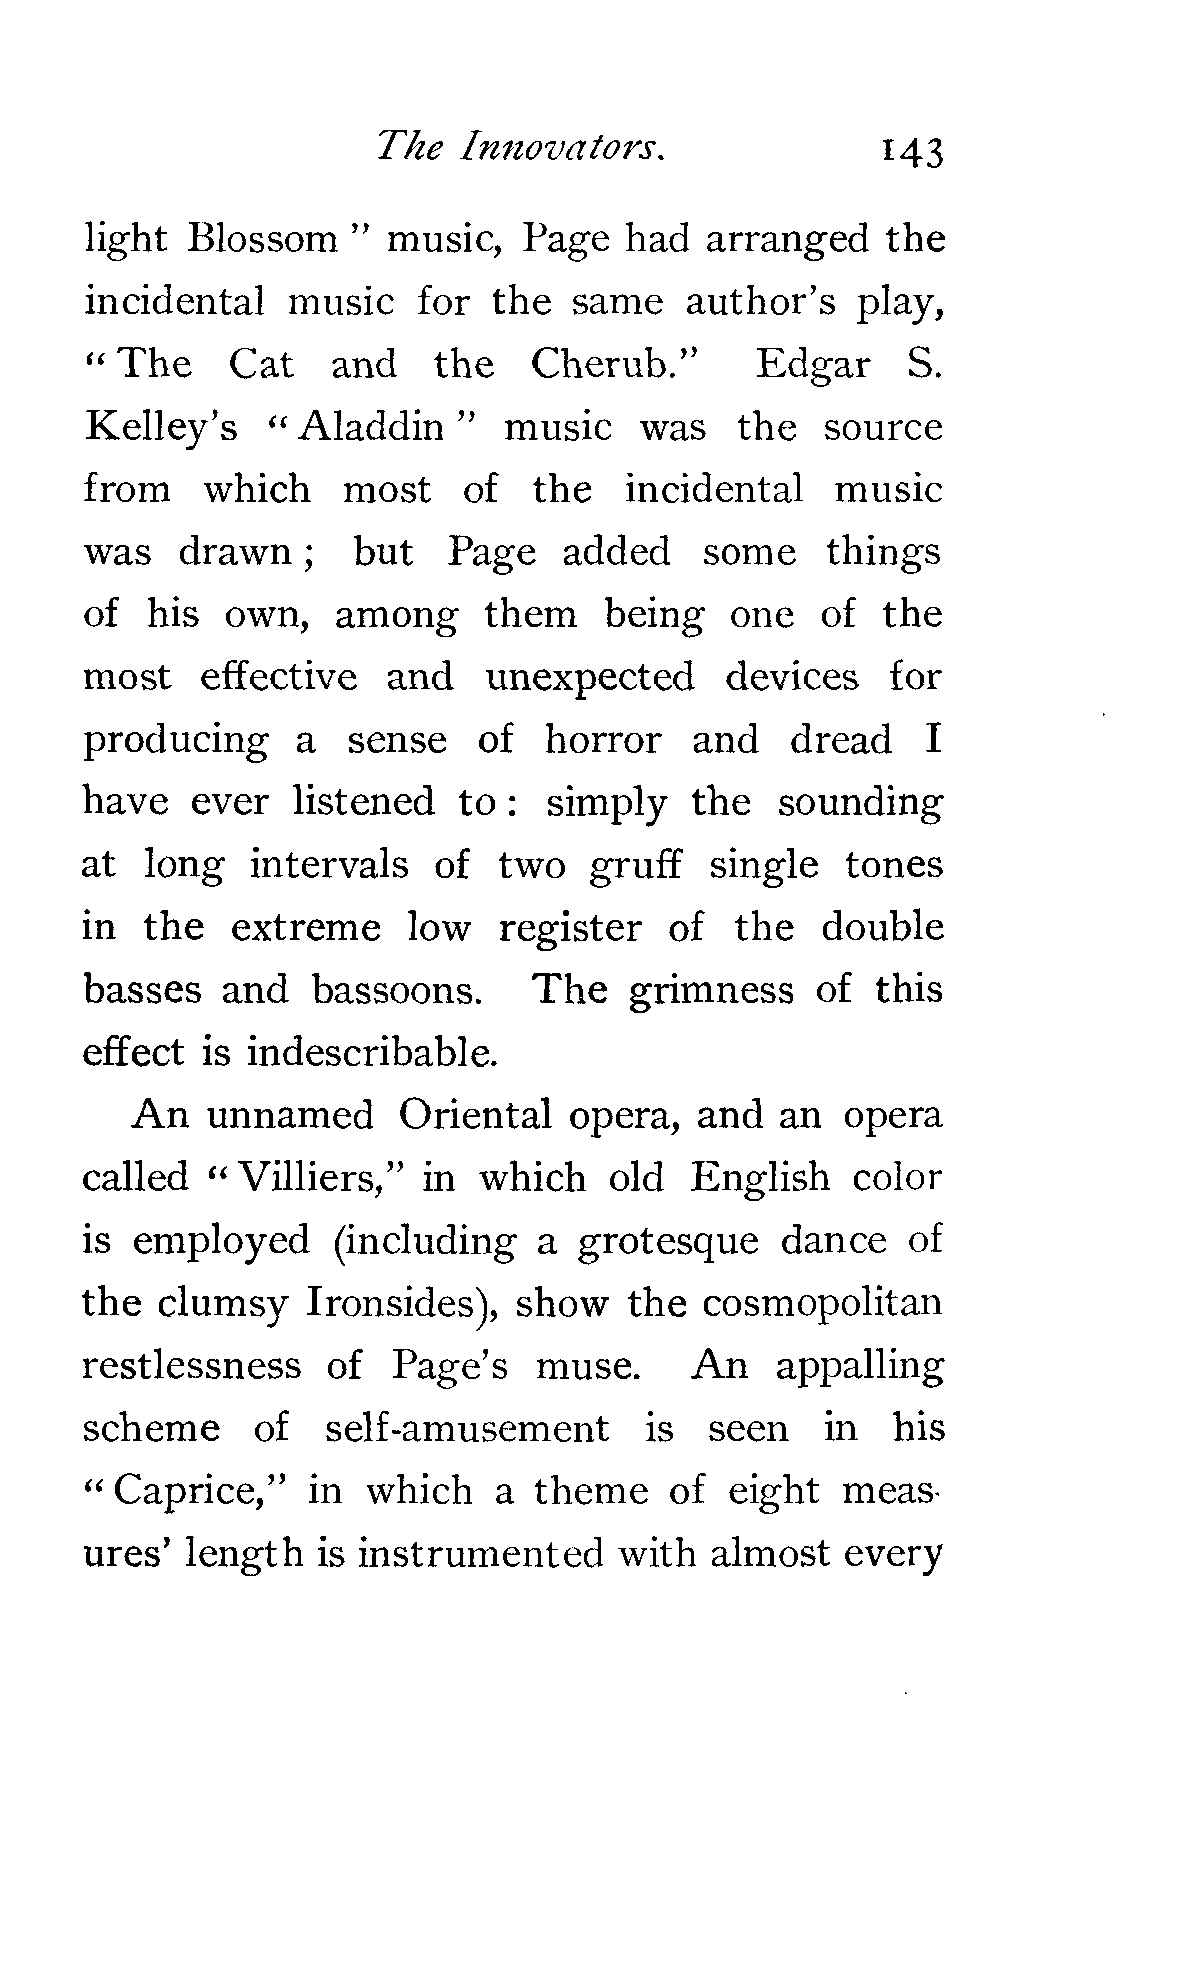 The Innovators. 143
light Blossom " music, Page had arranged the
incidental music for the same author's play,
" The Cat and the Cherub." Edgar S.
Kelley's " Aladdin " music was the source
from which most of the incidental music
was drawn ; but Page added some things
of his own, among them being one of the
most effective and unexpected devices for
producing a sense of horror and dread I
have ever listened to : simply the sounding
at long intervals of two gruff single tones
in the extreme low register of the double
basses and bassoons. The grimness of this
effect is indescribable.
An unnamed Oriental opera, and an opera
called " Villiers," in which old English color
is employed (including a grotesque dance of
the clumsy Ironsides), show the cosmopolitan
restlessness of Page's muse. An appalling
scheme of self-amusement is seen in his
" Caprice," in which a theme of eight meas-
ures' length is instrumented with almost every